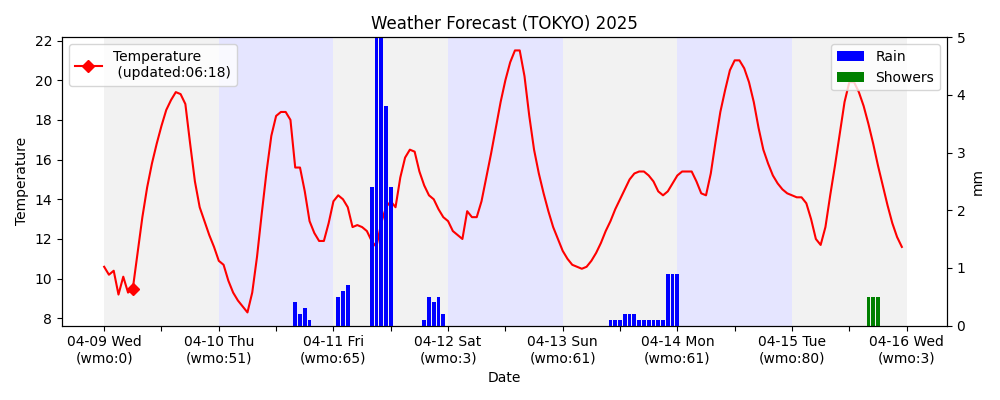 Weather Forecast (TOKYO) 2025
Temperature
(updated:06:18)
Rain
Showers
22
20
18
16
14
12
10
8
Temperature
5
4
3
2
1
0
mm
04-09 Wed 04-10 Thu 04-11 Fri 04-12 Sat 04-13 Sun 04-14 Mon 04-15 Tue 04-16 Wed
(wmo:0) (wmo:51) (wmo:65) (wmo:3) (wmo:61) (wmo:61) (wmo:80) (wmo:3)
Date